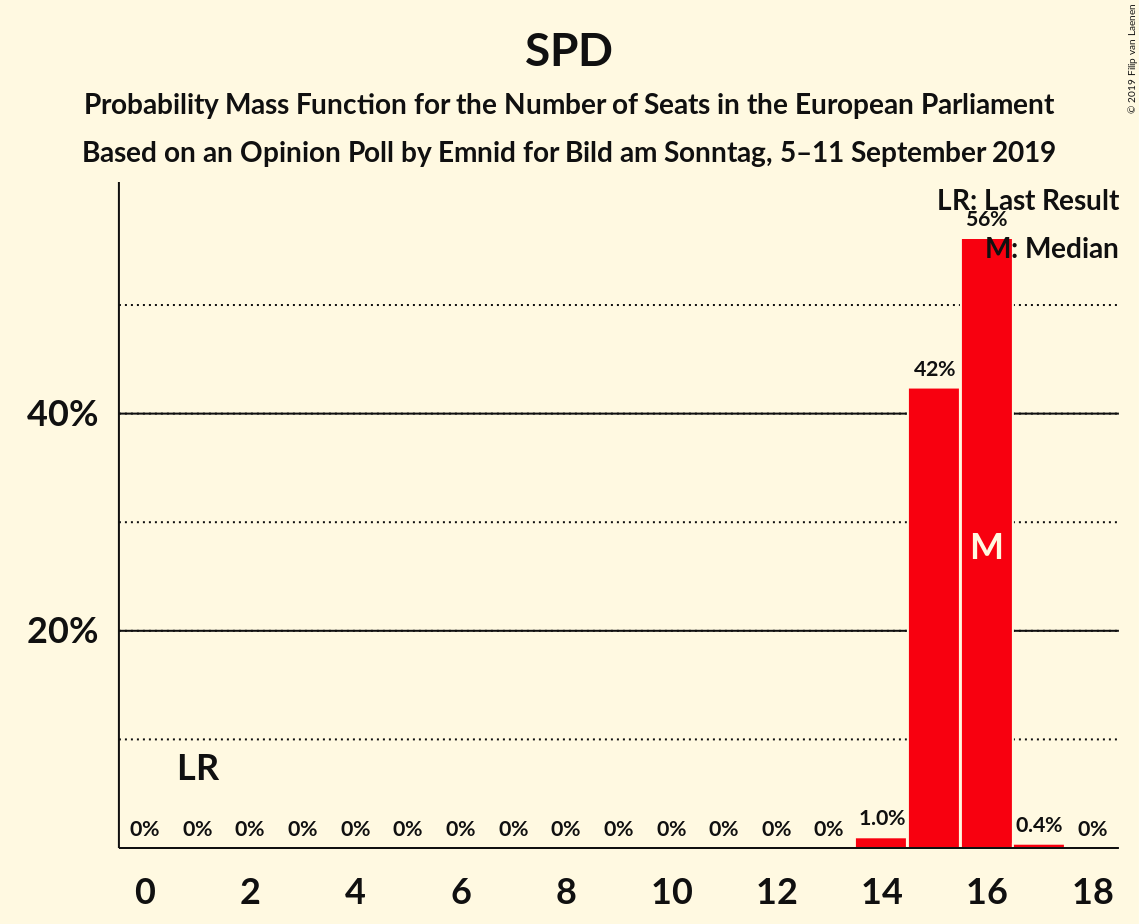 SPD
Probability Mass Function for the Number of Seats in the European Parliament
Based on an Opinion Poll by Emnid for Bild am Sonntag, 5–11 September 2019
© 2019 Filip van Laenen
LR: Last Result
M: Median
56%
42%
40%
M
20%
LR
0% 0% 0% 0% 0% 0% 0% 0% 0% 0% 0% 0% 0% 0% 1.0% 0.4% 0%
0 2 4 6 8 10 12 14 16 18